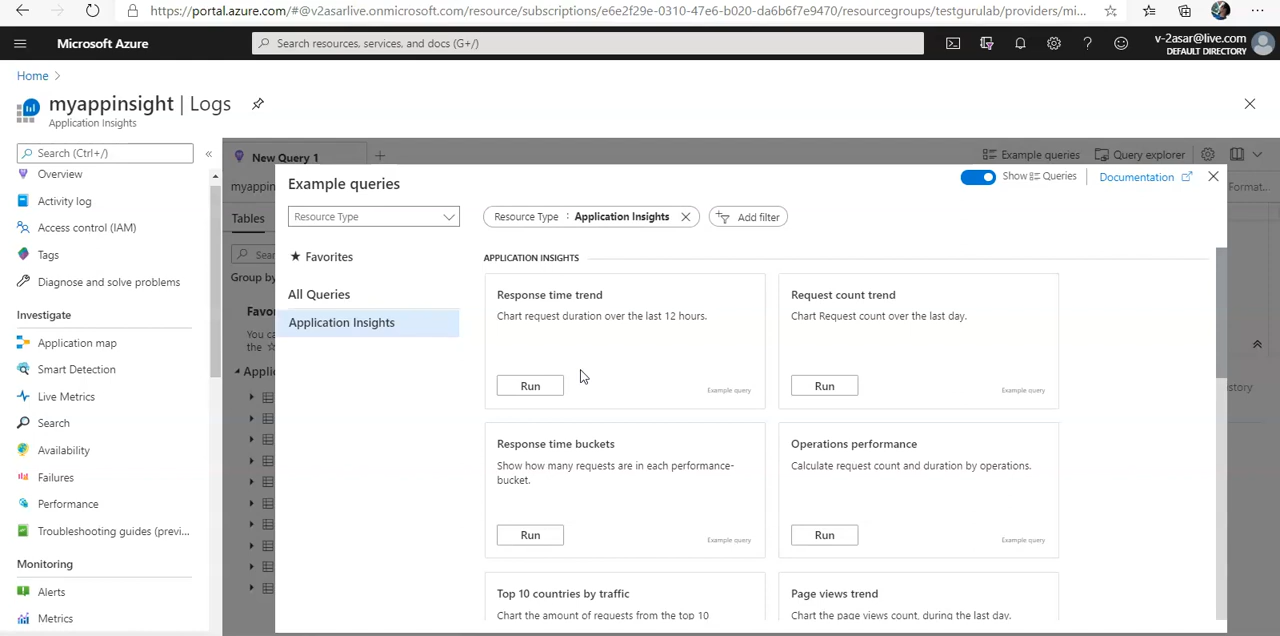 https://portal.azure.com/#@v2asarlive.onmicrosoft.com/resource/subscriptions/e6e2f29e-0310-47e6-b020-da6b6f7e9470/resourcegroups/testgurulab/providers/mi...
Microsoft Azure
Search resources, services, and docs (G+/)
v-2asar@live.com
DEFAULT DIRECTORY
Home >
myappinsight | Logs
Application Insights
Search (Ctrl+/)
«
Overview
Activity log
Access control (IAM)
Tags
Diagnose and solve problems
Investigate
Application map
Smart Detection
Live Metrics
Search
Availability
Failures
Performance
Troubleshooting guides (previ...
Monitoring
Alerts
Metrics
New Query 1
Example queries
Query explorer
myappin
Format...
Tables
Sear
Group by
Favo
You c
the
Applic
istory
Example queries
Show Queries
Documentation
Resource Type
Resource Type : Application Insights
Add filter
Favorites
All Queries
Application Insights
APPLICATION INSIGHTS
Response time trend
Chart request duration over the last 12 hours.
Run
Example query
Request count trend
Chart Request count over the last day.
Run
Example query
Response time buckets
Show how many requests are in each performance-
bucket.
Run
Example query
Operations performance
Calculate request count and duration by operations.
Run
Example query
Top 10 countries by traffic
Chart the amount of requests from the top 10
Page views trend
Chart the page views count, during the last day.